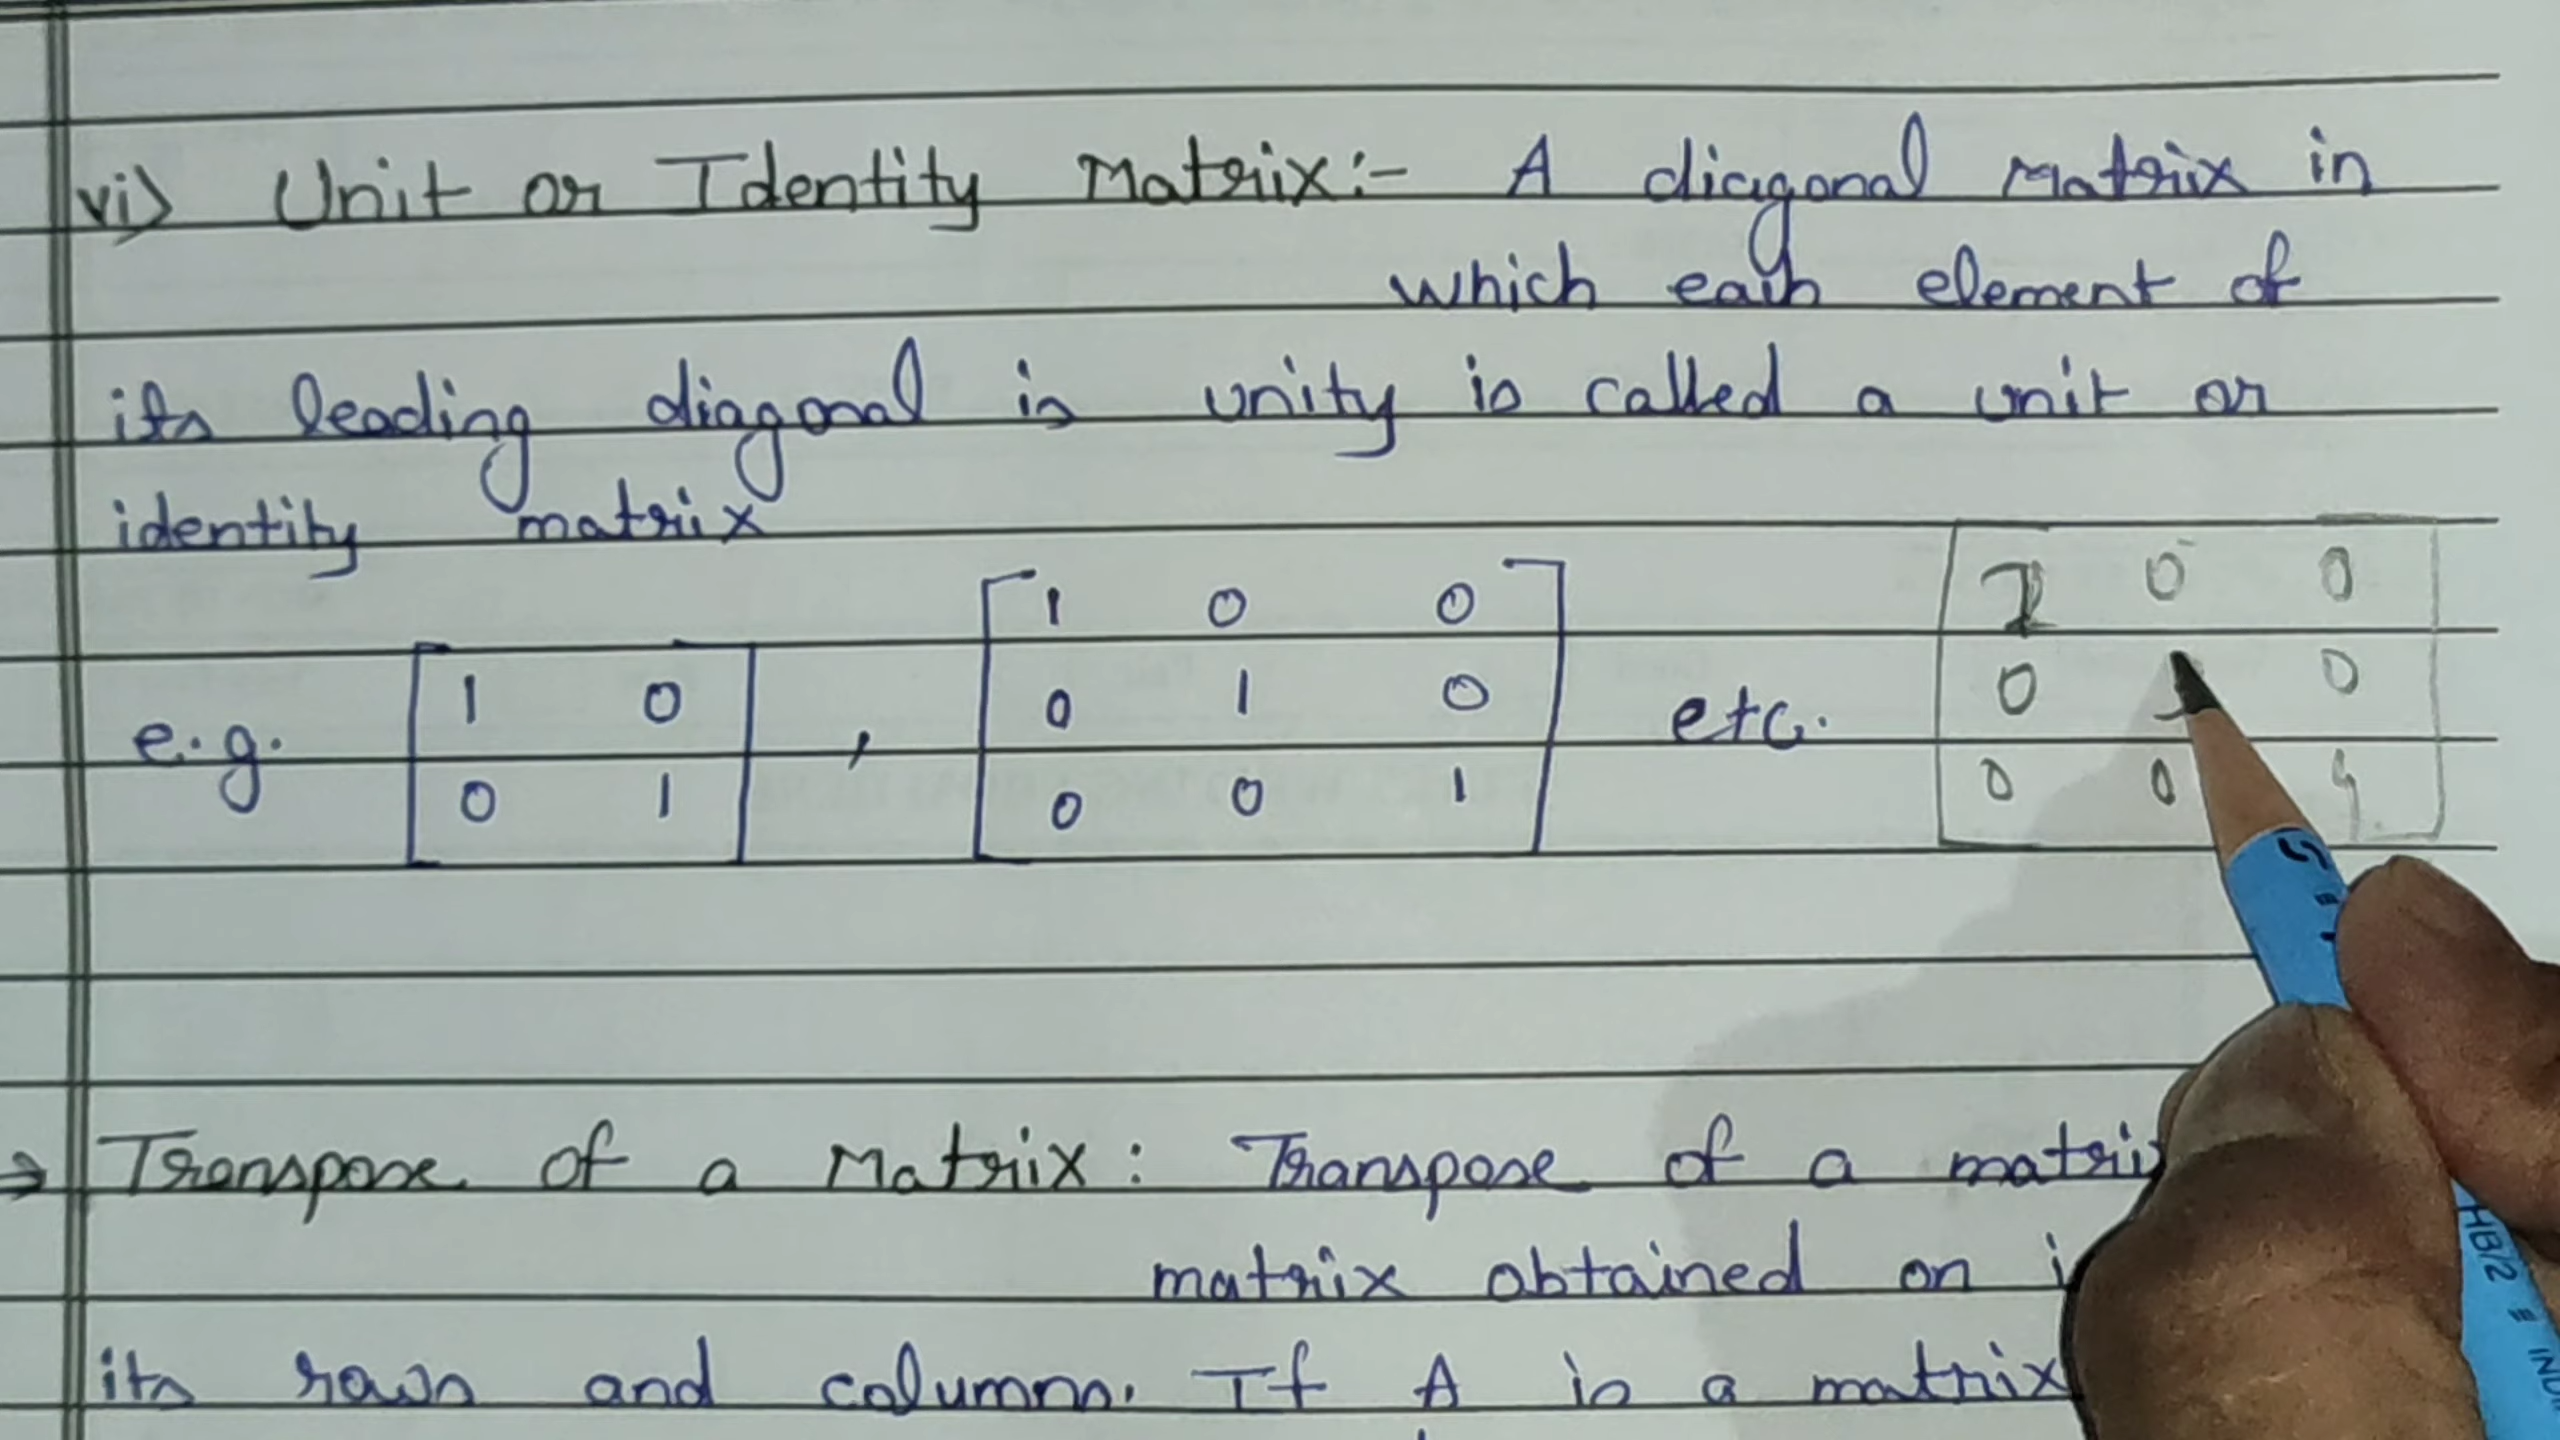 vi) Unit or Identity Matrix:- A diagonal Matrix in
which each element of
its leading diagonal is unity is called a unit or
identity matrix
e.g. [1 0 0 1] , [1 0 0 0 1 0 0 0 1] etc.
0 0
0 0
0 0
→ Transpose of a Matrix: Transpose of a
matrix obtained on
its rows and columns. If A is a matrix
HB/2